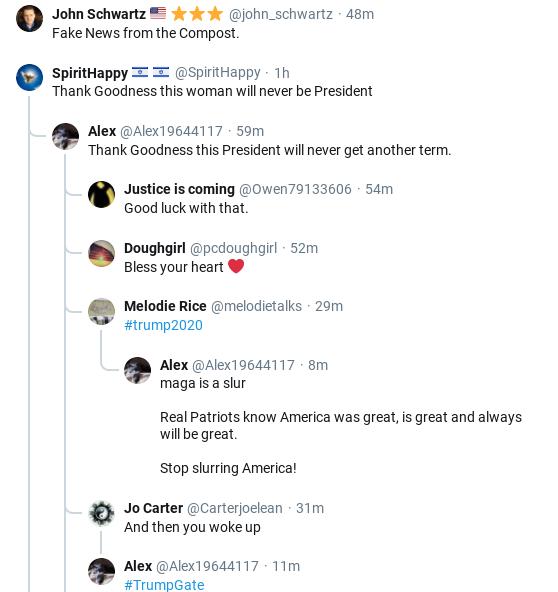 John Schwartz 🇺🇸 ⭐⭐⭐ @john_schwartz · 48m
Fake News from the Compost.
SpiritHappy 🇮🇱 🇮🇱 @SpiritHappy · 1h
Thank Goodness this woman will never be President
Alex @Alex19644117 · 59m
Thank Goodness this President will never get another term.
Justice is coming @Owen79133606 · 54m
Good luck with that.
Doughgirl @pcdoughgirl · 52m
Bless your heart ❤️
Melodie Rice @melodietalks · 29m
#trump2020
Alex @Alex19644117 · 8m
maga is a slur
Real Patriots know America was great, is great and always
will be great.
Stop slurring America!
Jo Carter @Carterjoelean · 31m
And then you woke up
Alex @Alex19644117 · 11m
#TrumpGate